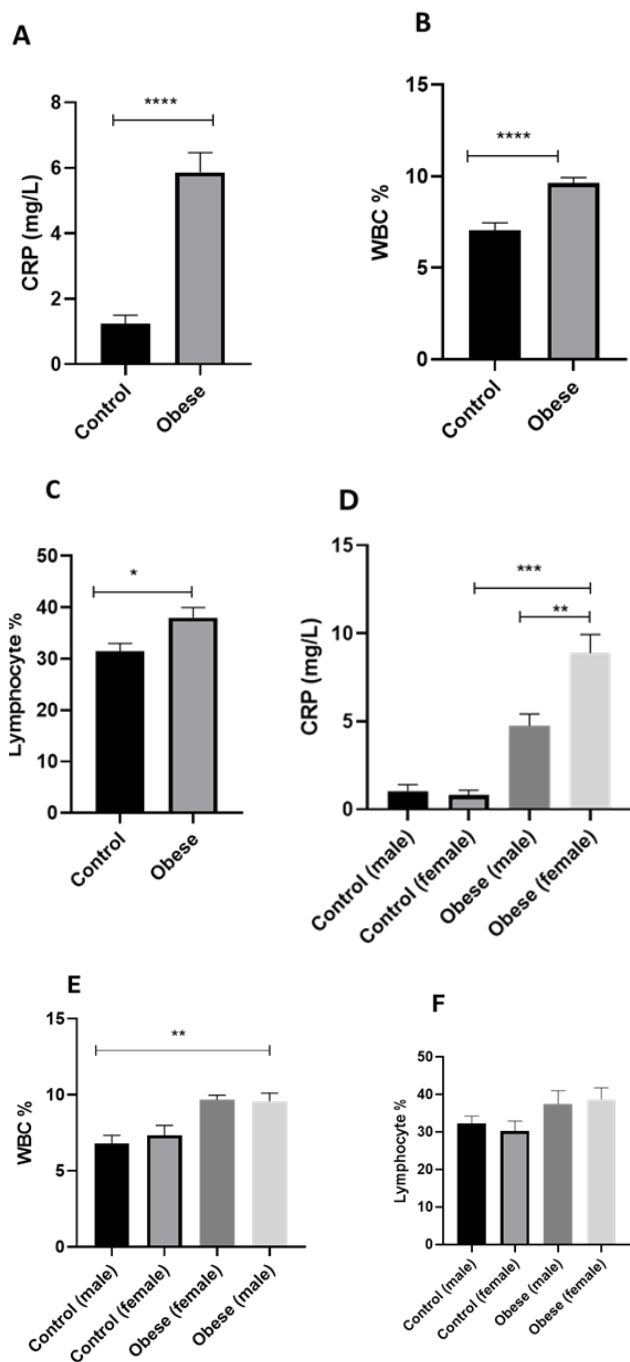 A
CRP (mg/L)
8
6
4
2
0
****
Control
Obese
B
WBC %
15
10
5
0
****
Control
Obese
C
Lymphocyte %
50
40
30
20
10
0
*
Control
Obese
D
CRP (mg/L)
15
10
5
0
***
**
Control (male)
Control (female)
Obese (male)
Obese (female)
E
WBC %
15
10
5
0
**
Control (male)
Control (female)
Obese (female)
Obese (male)
F
Lymphocyte %
50
40
30
20
10
0
Control (male)
Control (female)
Obese (male)
Obese (female)